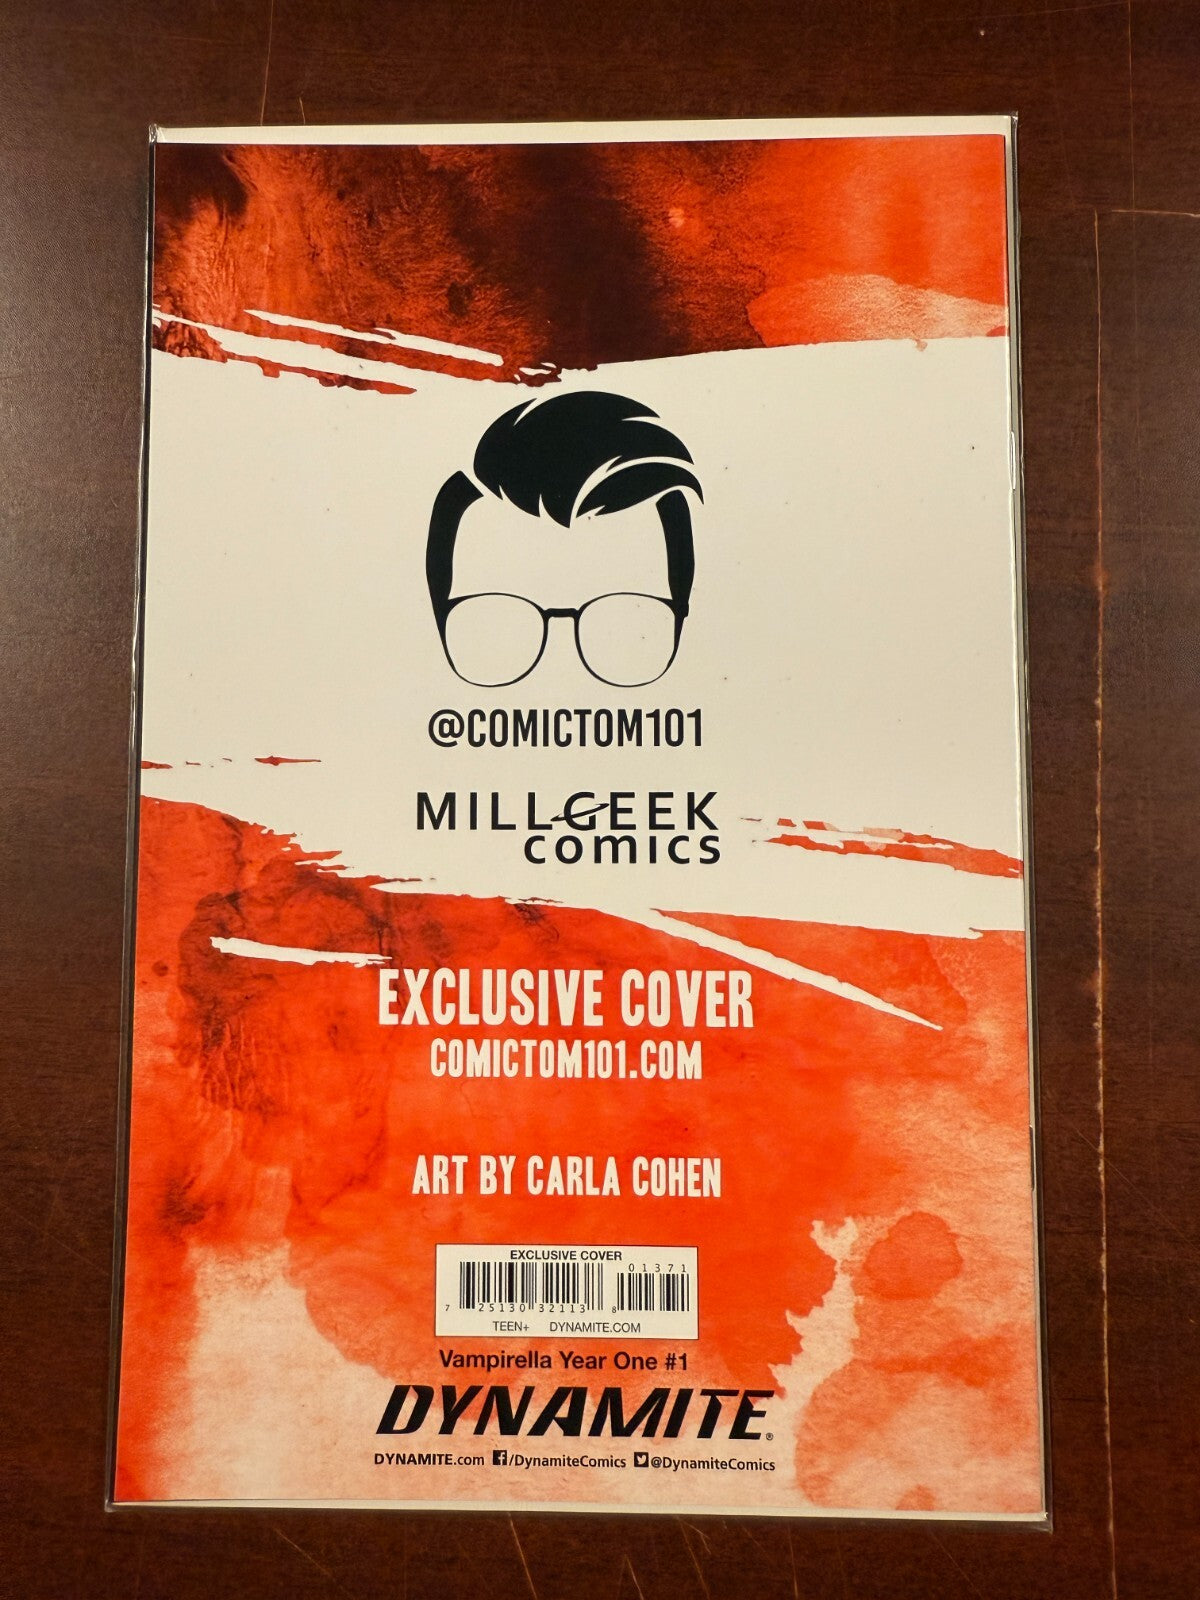 @COMICTOM101
MILLGEEK
comics
EXCLUSIVE COVER
COMICTOM101.COM
ART BY CARLA COHEN
EXCLUSIVE COVER
01371
7 25130 32113 8
TEEN+ DYNAMITE.COM
Vampirella Year One #1
DYNAMITE®
DYNAMITE.com f/DynamiteComics @DynamiteComics